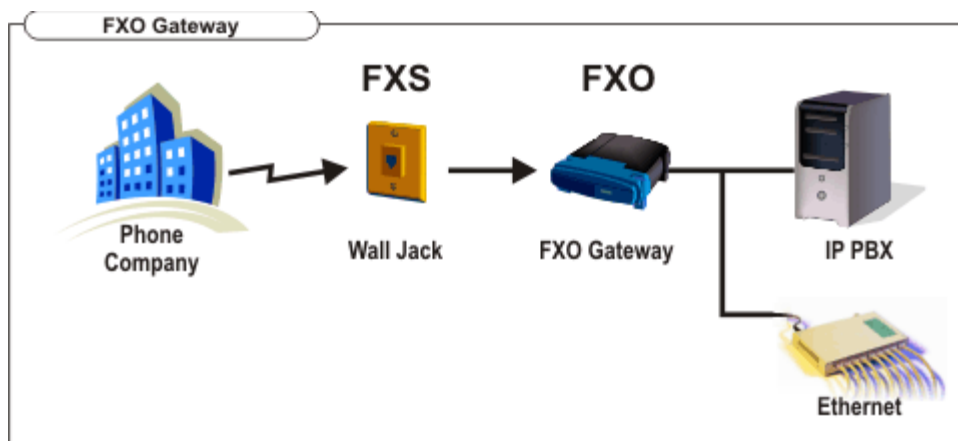 FXO Gateway
FXS
FXO
Phone
Company
Wall Jack
FXO Gateway
IP PBX
Ethernet